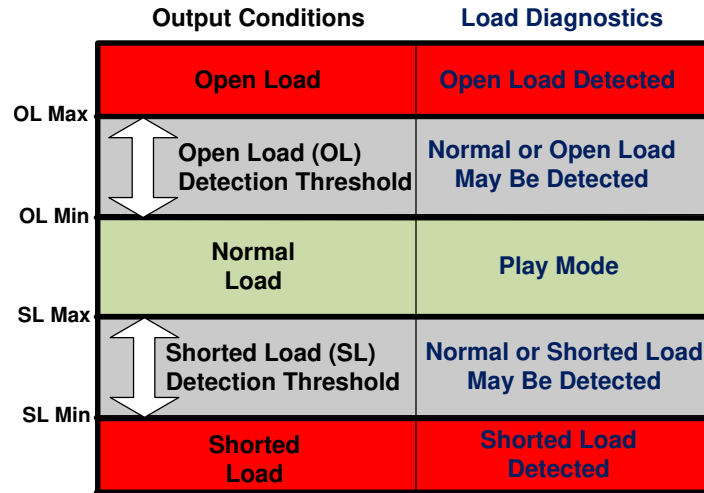 Output Conditions
Load Diagnostics
Open Load
Open Load Detected
OL Max
Open Load (OL)
Detection Threshold
Normal or Open Load
May Be Detected
OL Min
Normal
Load
Play Mode
SL Max
Shorted Load (SL)
Detection Threshold
Normal or Shorted Load
May Be Detected
SL Min
Shorted
Load
Shorted Load
Detected